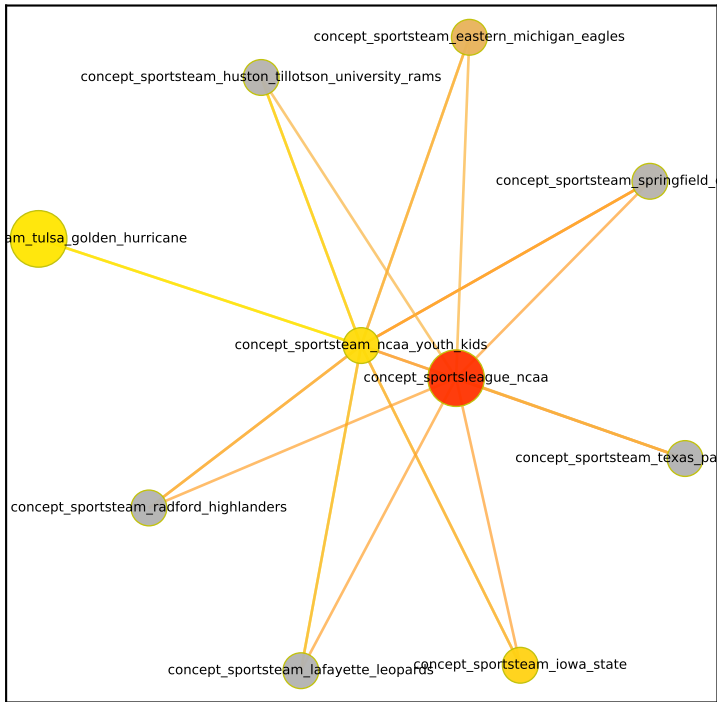 concept_sportsteam_eastern_michigan_eagles
concept_sportsteam_huston_tillotson_university_rams
concept_sportsteam_springfield_
am_tulsa_golden_hurricane
concept_sportsteam_ncaa_youth_kids
concept_sportsleague_ncaa
concept_sportsteam_texas_pa
concept_sportsteam_radford_highlanders
concept_sportsteam_lafayette_leopards
concept_sportsteam_iowa_state